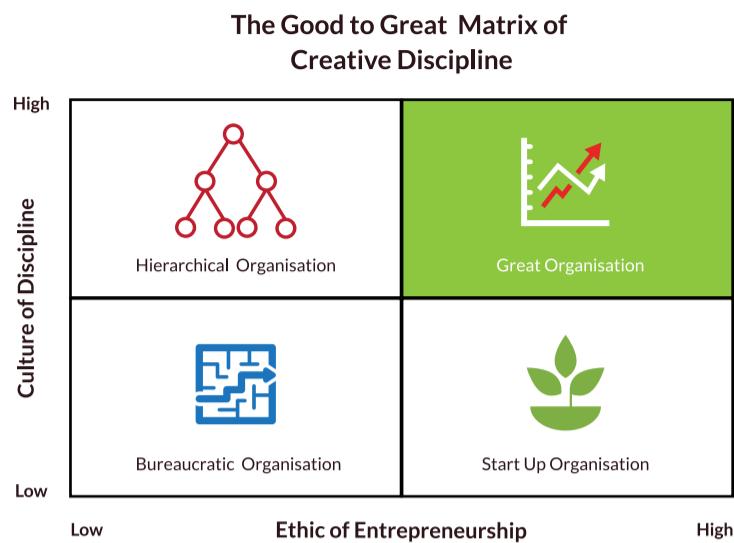 The Good to Great Matrix of
Creative Discipline
High
Culture of Discipline
Hierarchical Organisation
Great Organisation
Bureaucratic Organisation
Start Up Organisation
Low
Low
Ethic of Entrepreneurship
High